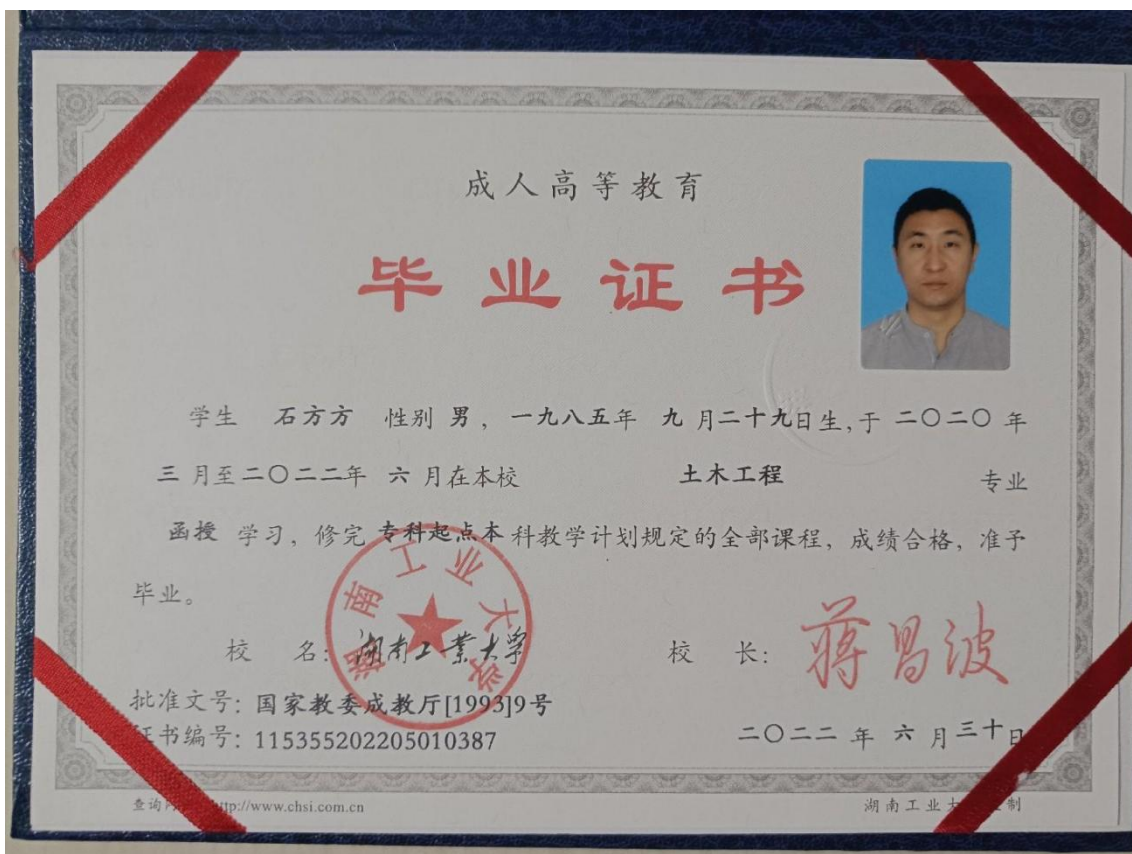 成人高等教育
毕业证书
学生 石方方 性别 男，一九八五年 九 月二十九日生，于 二〇二〇 年
三 月至二〇二二年 六 月在本校 土木工程 专业
函授 学习，修完 专科起点本 科教学计划规定的全部课程，成绩合格，准予
毕业。
湖南工业大学
校 名：湖南工业大学 校 长：蒋昌波
批准文号：国家教委成教厅[1993]9号
证书编号：115355202205010387 二〇二二 年 六 月三十日
查询 http://www.chsi.com.cn 湖南工业大 制